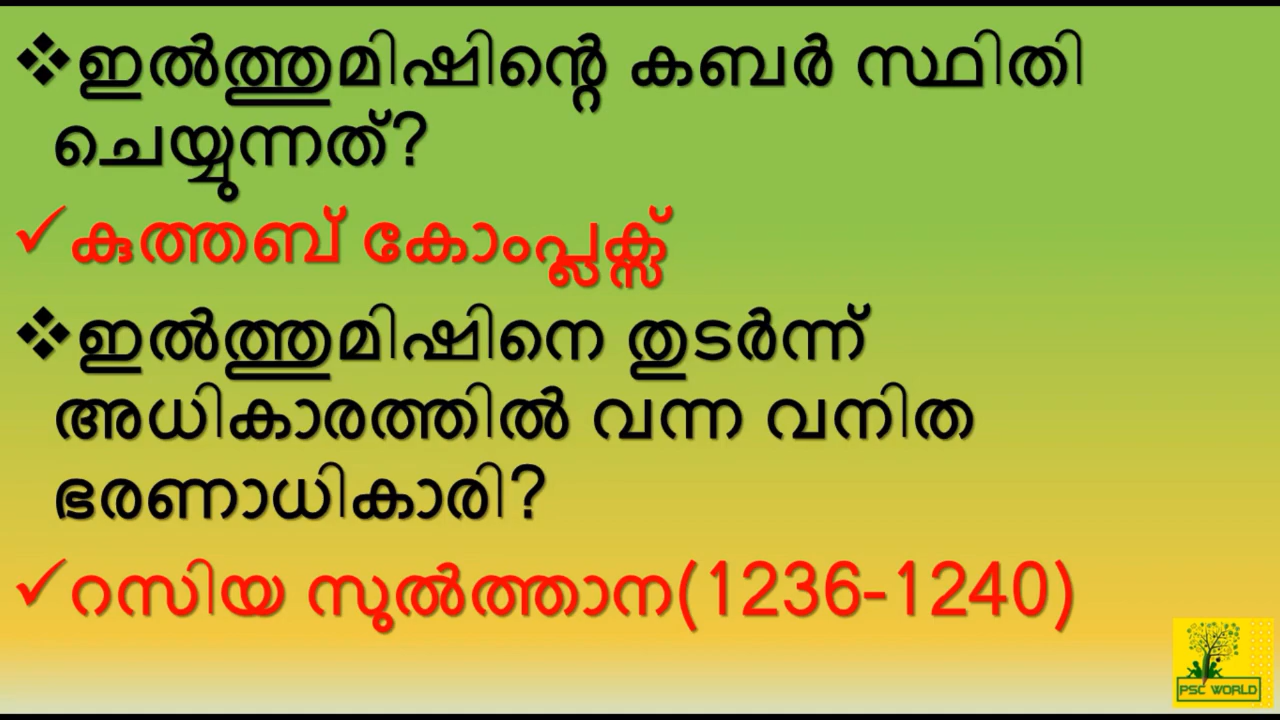 ❖ഇൽത്തുമിഷിന്റെ കബർ സ്ഥിതി
ചെയ്യുന്നത്?
✓കുത്തബ് കോംപ്ലക്സ്
❖ഇൽത്തുമിഷിനെ തുടർന്ന്
അധികാരത്തിൽ വന്ന വനിത
ഭരണാധികാരി?
✓റസിയ സുൽത്താന(1236-1240)
PSC WORLD